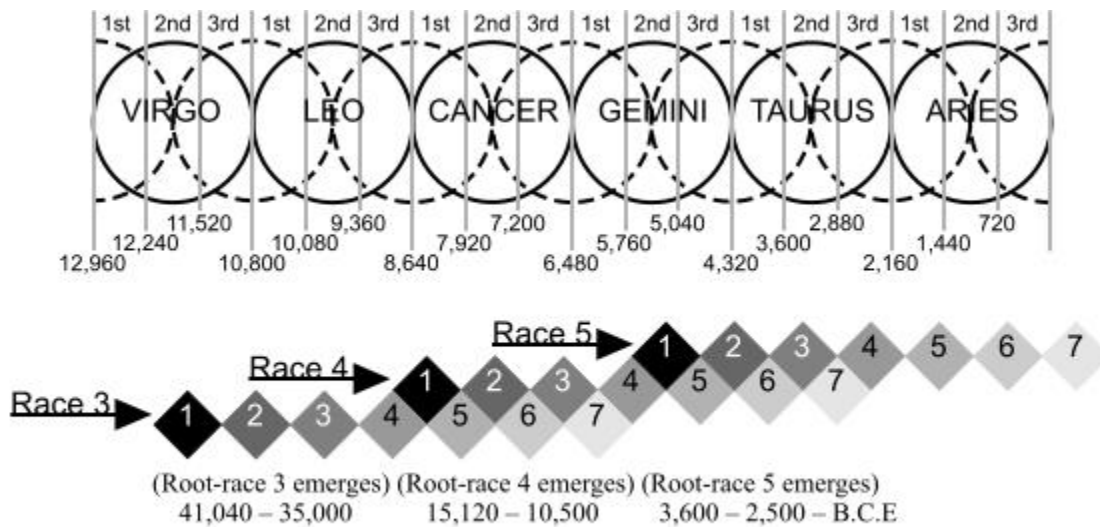 1st 2nd 3rd 1st 2nd 3rd 1st 2nd 3rd 1st 2nd 3rd 1st 2nd 3rd 1st 2nd 3rd
VIRGO LEO CANCER GEMINI TAURUS ARIES
11,520 9,360 7,200 5,040 2,880 720
12,240 10,080 7,920 5,760 3,600 1,440
12,960 10,800 8,640 6,480 4,320 2,160
Race 5
1 2 3 4 5 6 7
Race 4
1 2 3 4 5 6 7
Race 3
1 2 3 4 5 6 7
(Root-race 3 emerges) (Root-race 4 emerges) (Root-race 5 emerges)
41,040 – 35,000 15,120 – 10,500 3,600 – 2,500 – B.C.E